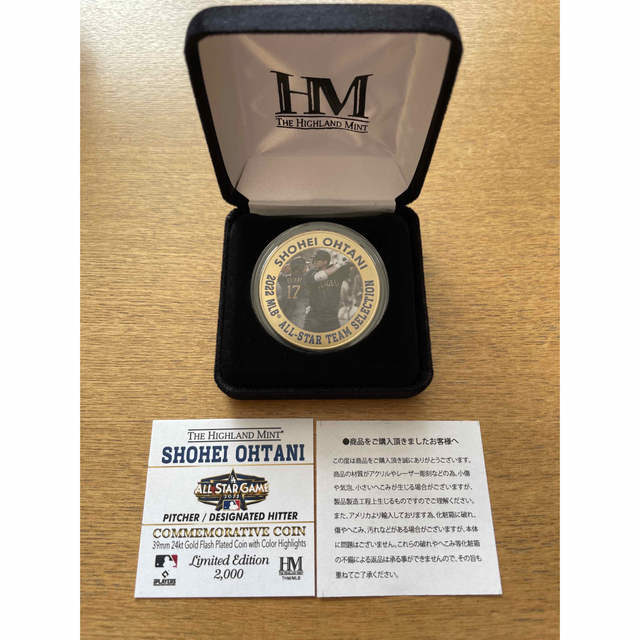 HM
THE HIGHLAND MINT
SHOHEI OHTANI
17
2022 MLB® ALL-STAR TEAM SELECTION
THE HIGHLAND MINT®
SHOHEI OHTANI
ALL STAR GAME
2022
PITCHER / DESIGNATED HITTER
COMMEMORATIVE COIN
39mm 24kt Gold Flash Plated Coin with Color Highlights
Limited Edition
2,000
PLAYERS
HM
THE HIGHLAND MINT
THM/MLB
●商品をご購入頂きましたお客様へ
この度は商品をご購入頂き誠にありがとうございます。
商品の材質がアクリルやレーザー彫刻などの為、小傷
や気泡、小さいへこみが生じる場合がございますが、
製品製造工程上生じるものですのでご理解ください。
また、アメリカより輸入しております為、化粧箱に破れ、
傷やへこみ、汚れなどがある場合がございますが、本体
に問題はございません。これらの破れやへこみ等化粧箱
の不備による返品は承る事ができませんので、その旨も
重ねてご了承ください。